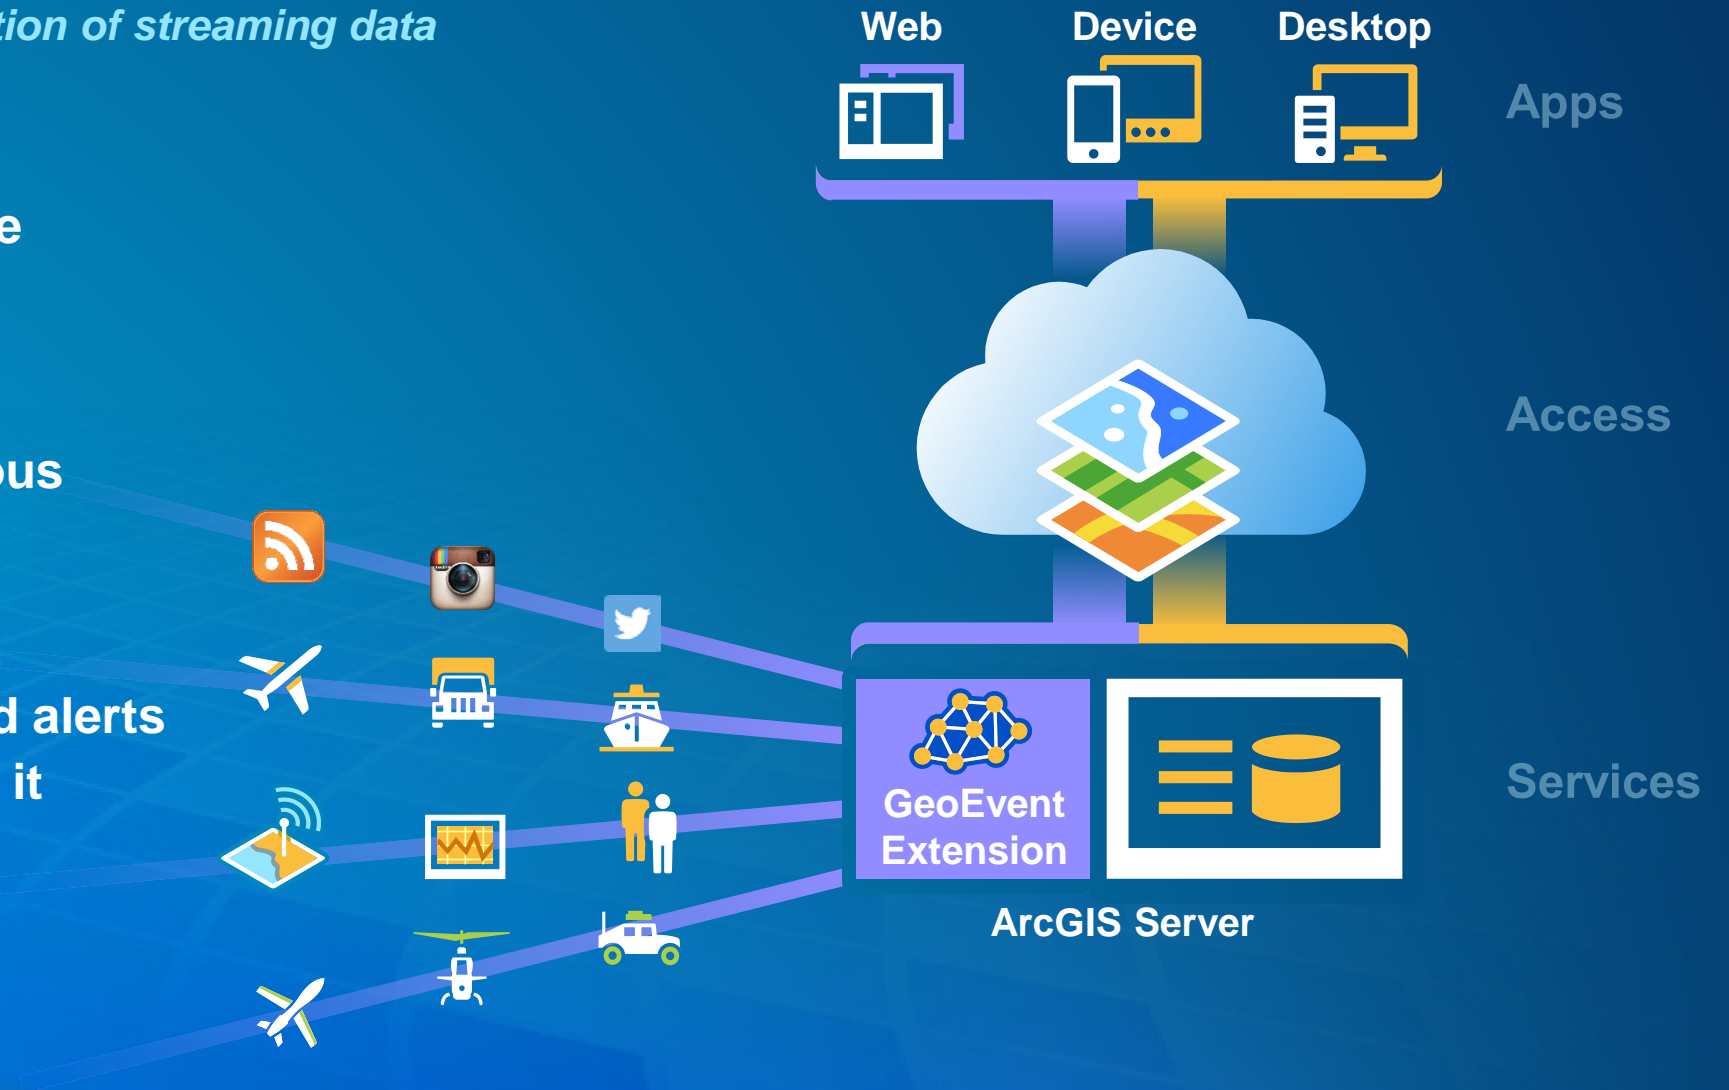 tion of streaming data
e
ous
d alerts
it
Web
Device
Desktop
Apps
Access
Services
GeoEvent
Extension
ArcGIS Server